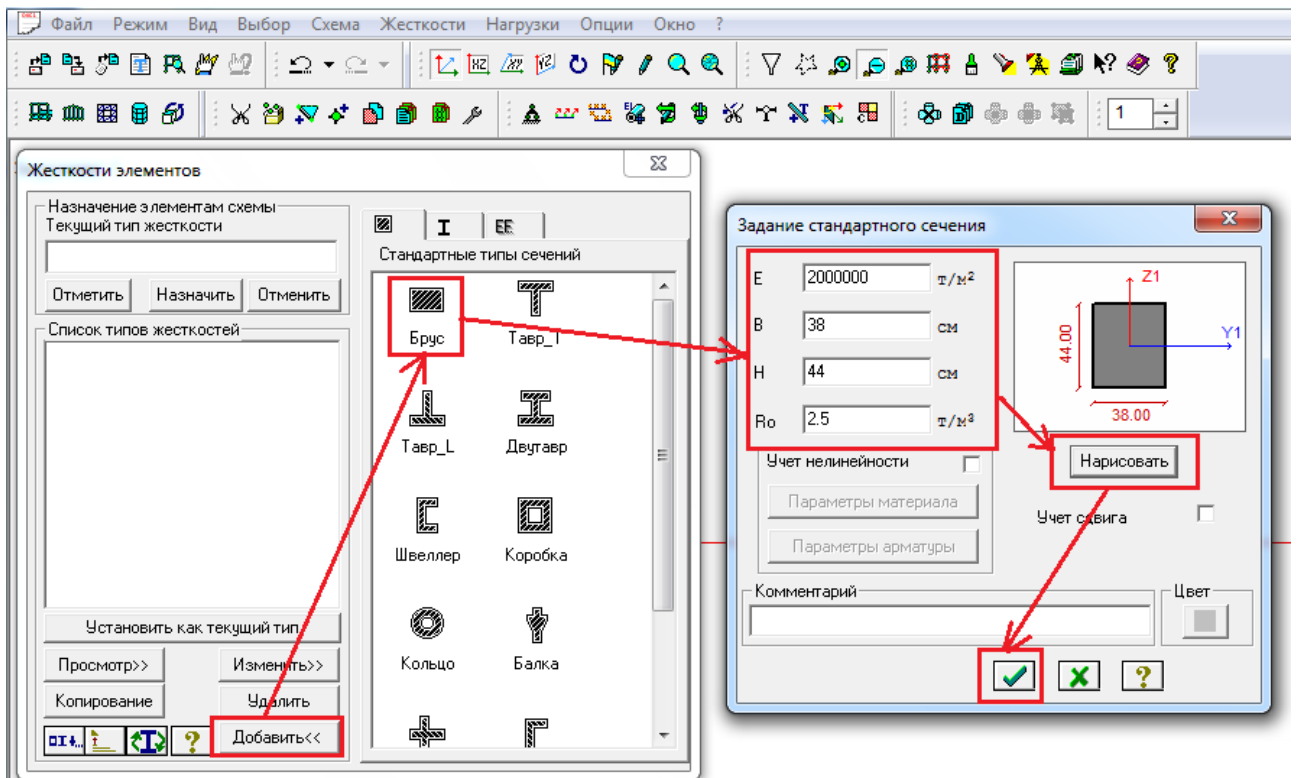 Файл Режим Вид Выбор Схема Жесткости Нагрузки Опции Окно ?
1
Жесткости элементов
Назначение элементам схемы
Текущий тип жесткости
Отметить Назначить Отменить
Список типов жесткостей
Установить как текущий тип
Просмотр>> Изменить>>
Копирование Удалить
Добавить<<
Стандартные типы сечений
Брус Тавр_T
Тавр_L Двутавр
Швеллер Коробка
Кольцо Балка
Задание стандартного сечения
E 2000000 т/м²
B 38 см
H 44 см
Ro 2.5 т/м³
Z1
Y1
44.00
38.00
Учет нелинейности
Нарисовать
Параметры материала
Учет сдвига
Параметры арматуры
Комментарий Цвет
?